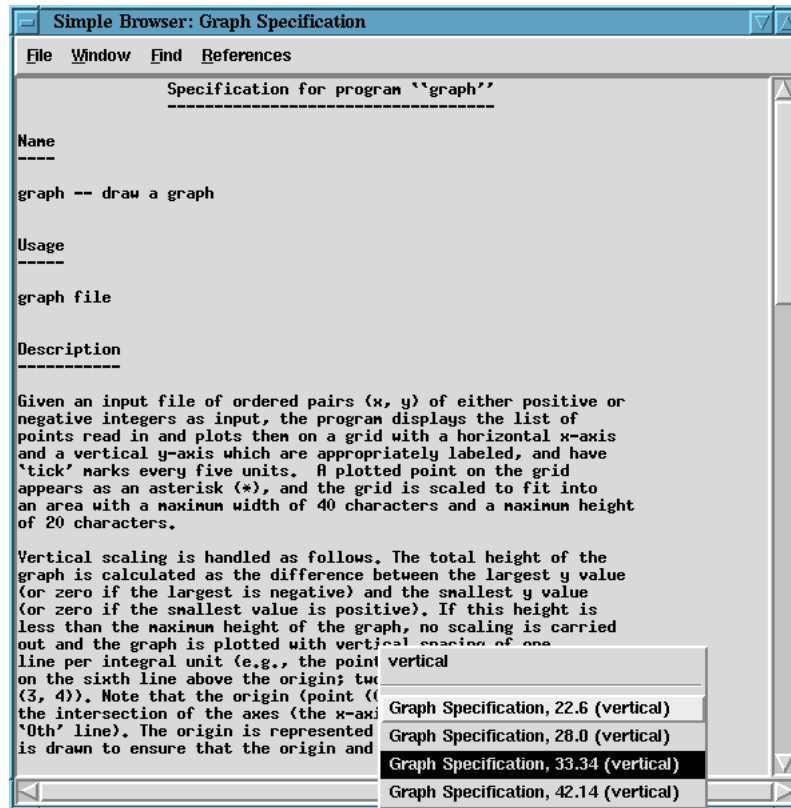 Simple Browser: Graph Specification
File Window Find References
Specification for program ``graph''
-----------------------------------
Name
----
graph -- draw a graph
Usage
-----
graph file
Description
-----------
Given an input file of ordered pairs (x, y) of either positive or
negative integers as input, the program displays the list of
points read in and plots them on a grid with a horizontal x-axis
and a vertical y-axis which are appropriately labeled, and have
`tick' marks every five units.  A plotted point on the grid
appears as an asterisk (*), and the grid is scaled to fit into
an area with a maximum width of 40 characters and a maximum height
of 20 characters.
Vertical scaling is handled as follows. The total height of the
graph is calculated as the difference between the largest y value
(or zero if the largest is negative) and the smallest y value
(or zero if the smallest value is positive). If this height is
less than the maximum height of the graph, no scaling is carried
out and the graph is plotted with vertical spacing of one
line per integral unit (e.g., the point
on the sixth line above the origin; two
(3, 4)). Note that the origin (point ((
the intersection of the axes (the x-axi
`0th' line). The origin is represented
is drawn to ensure that the origin and
vertical
Graph Specification, 22.6 (vertical)
Graph Specification, 28.0 (vertical)
Graph Specification, 33.34 (vertical)
Graph Specification, 42.14 (vertical)